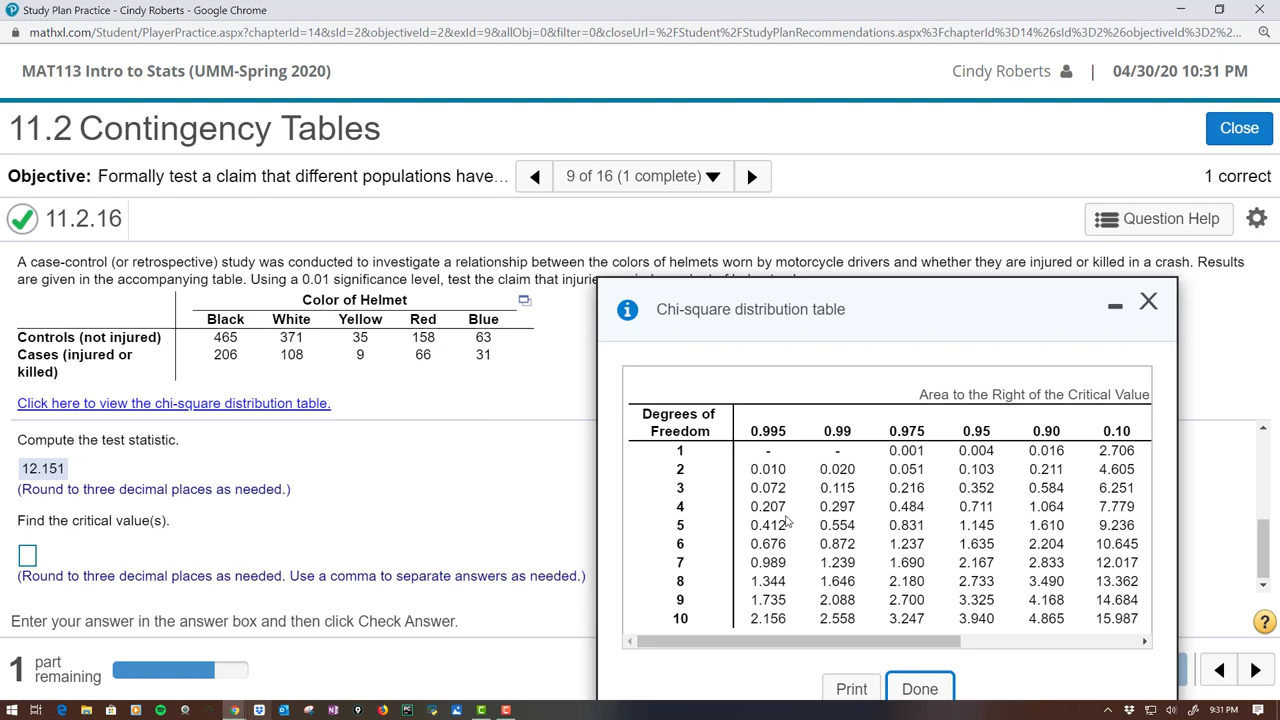 Study Plan Practice - Cindy Roberts - Google Chrome
mathxl.com/Student/PlayerPractice.aspx?chapterId=14&sId=2&objectiveId=2&exId=9&allObj=0&filter=0&closeUrl=%2FStudent%2FStudyPlanRecommendations.aspx%3FchapterId%3D14%26sId%3D2%26objectiveId%3D2%2...
MAT113 Intro to Stats (UMM-Spring 2020)
Cindy Roberts | 04/30/20 10:31 PM
11.2 Contingency Tables
Close
Objective: Formally test a claim that different populations have...
9 of 16 (1 complete)
1 correct
11.2.16
Question Help
A case-control (or retrospective) study was conducted to investigate a relationship between the colors of helmets worn by motorcycle drivers and whether they are injured or killed in a crash. Results
are given in the accompanying table. Using a 0.01 significance level, test the claim that injuries
Color of Helmet
Black White Yellow Red Blue
Controls (not injured) 465 371 35 158 63
Cases (injured or 206 108 9 66 31
killed)
Click here to view the chi-square distribution table.
Compute the test statistic.
12.151
(Round to three decimal places as needed.)
Find the critical value(s).
(Round to three decimal places as needed. Use a comma to separate answers as needed.)
Enter your answer in the answer box and then click Check Answer.
1 part
remaining
Chi-square distribution table
Area to the Right of the Critical Value
Degrees of
Freedom 0.995 0.99 0.975 0.95 0.90 0.10
1 - - 0.001 0.004 0.016 2.706
2 0.010 0.020 0.051 0.103 0.211 4.605
3 0.072 0.115 0.216 0.352 0.584 6.251
4 0.207 0.297 0.484 0.711 1.064 7.779
5 0.412 0.554 0.831 1.145 1.610 9.236
6 0.676 0.872 1.237 1.635 2.204 10.645
7 0.989 1.239 1.690 2.167 2.833 12.017
8 1.344 1.646 2.180 2.733 3.490 13.362
9 1.735 2.088 2.700 3.325 4.168 14.684
10 2.156 2.558 3.247 3.940 4.865 15.987
Print
Done
?
9:31 PM